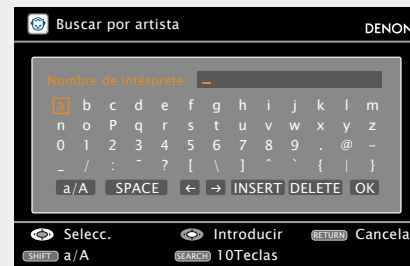 Buscar por artista DENON
Nombre de intérprete _
a b c d e f g h i j k l m
n o P q r s t u v w x y z
0 1 2 3 4 5 6 7 8 9 . @ –
_ / : ~ ? [ \ ] ^ ` { | }
a/A SPACE ← → INSERT DELETE OK
Selecc. Introducir RETURN Cancela
SHIFT a/A SEARCH 10Teclas